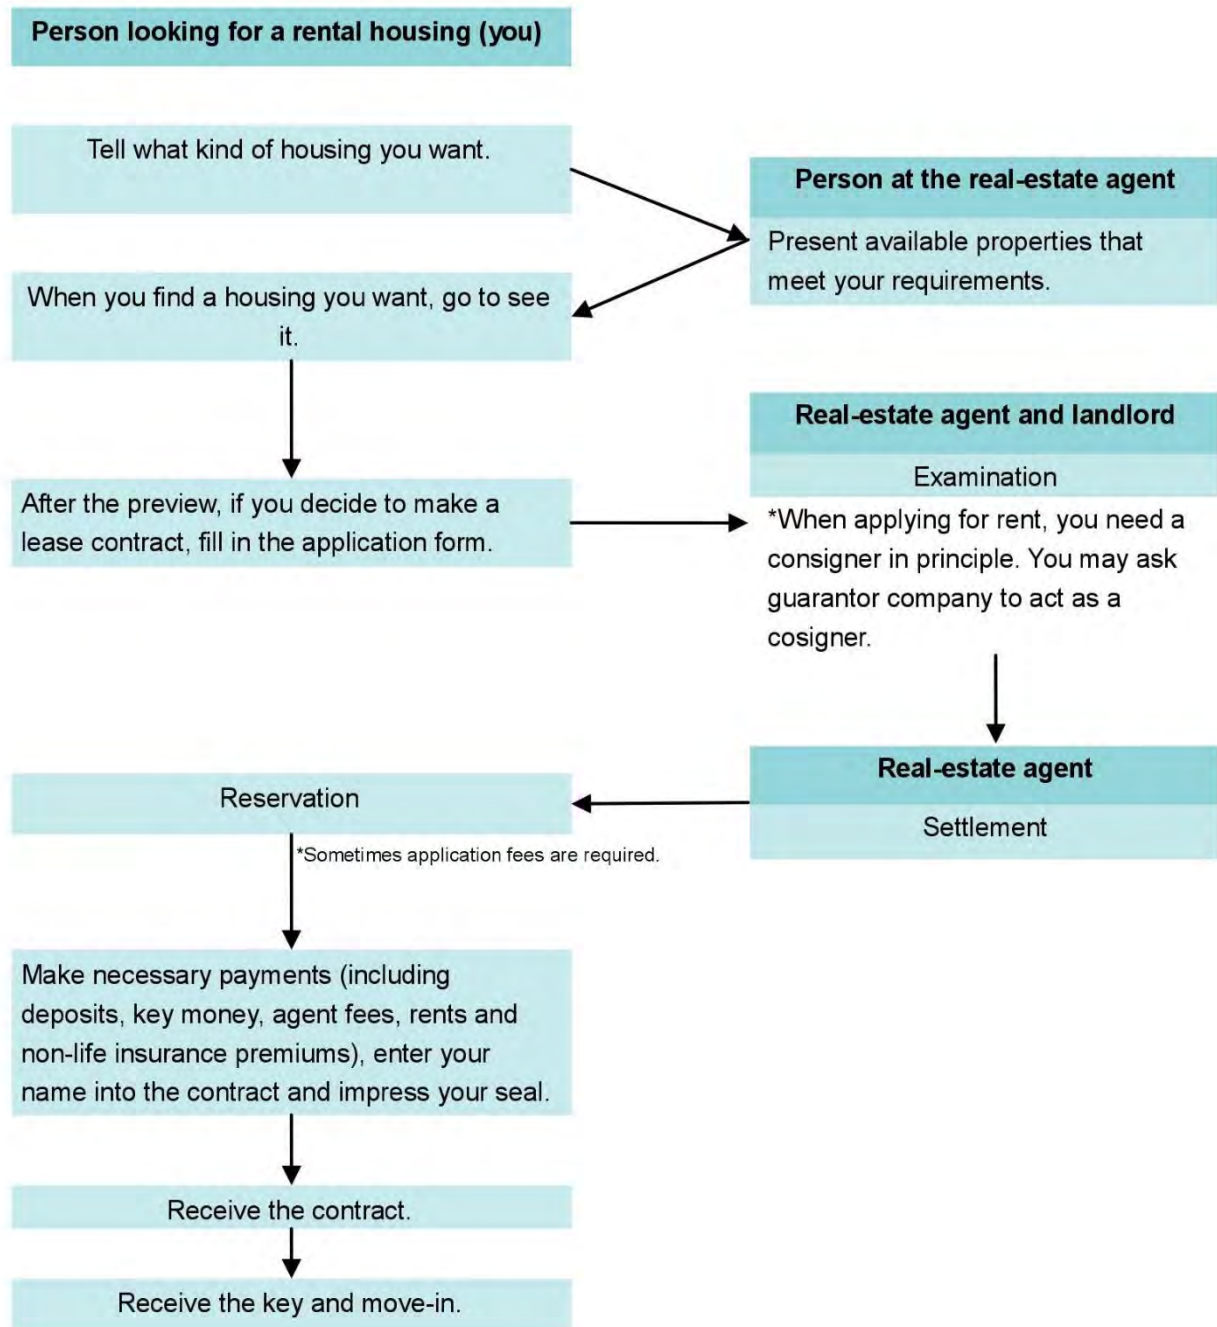 Person looking for a rental housing (you)
Tell what kind of housing you want.
Person at the real-estate agent
Present available properties that
meet your requirements.
When you find a housing you want, go to see
it.
Real-estate agent and landlord
Examination
After the preview, if you decide to make a
lease contract, fill in the application form.
*When applying for rent, you need a
consigner in principle. You may ask
guarantor company to act as a
cosigner.
Real-estate agent
Settlement
Reservation
*Sometimes application fees are required.
Make necessary payments (including
deposits, key money, agent fees, rents and
non-life insurance premiums), enter your
name into the contract and impress your seal.
Receive the contract.
Receive the key and move-in.